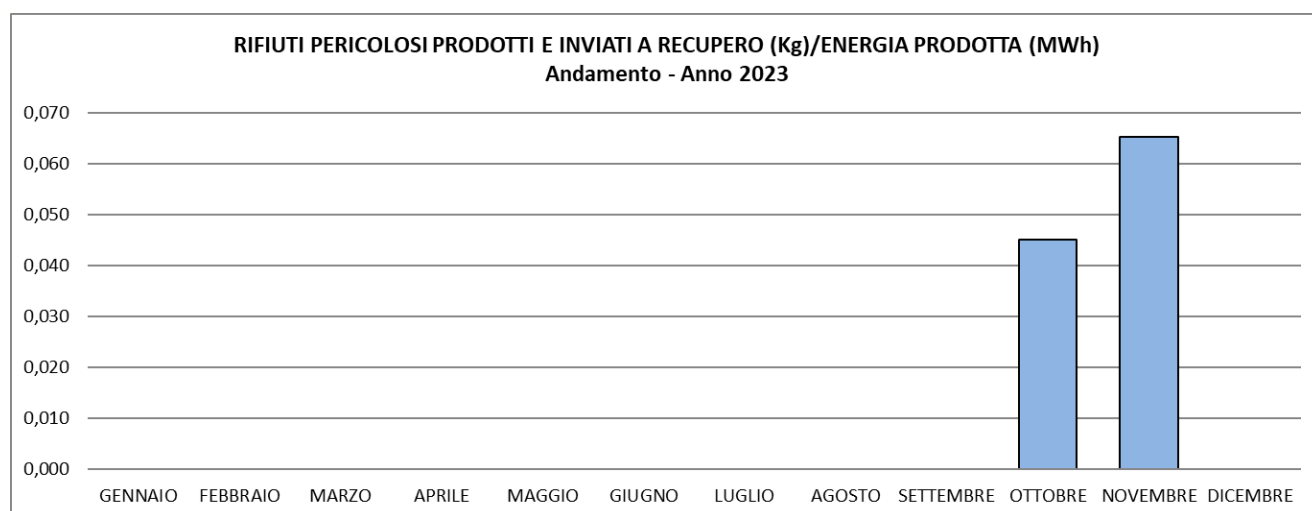 RIFIUTI PERICOLOSI PRODOTTI E INVIATI A RECUPERO (Kg)/ENERGIA PRODOTTA (MWh)
Andamento - Anno 2023
0,070
0,060
0,050
0,040
0,030
0,020
0,010
0,000
GENNAIO FEBBRAIO MARZO APRILE MAGGIO GIUGNO LUGLIO AGOSTO SETTEMBRE OTTOBRE NOVEMBRE DICEMBRE